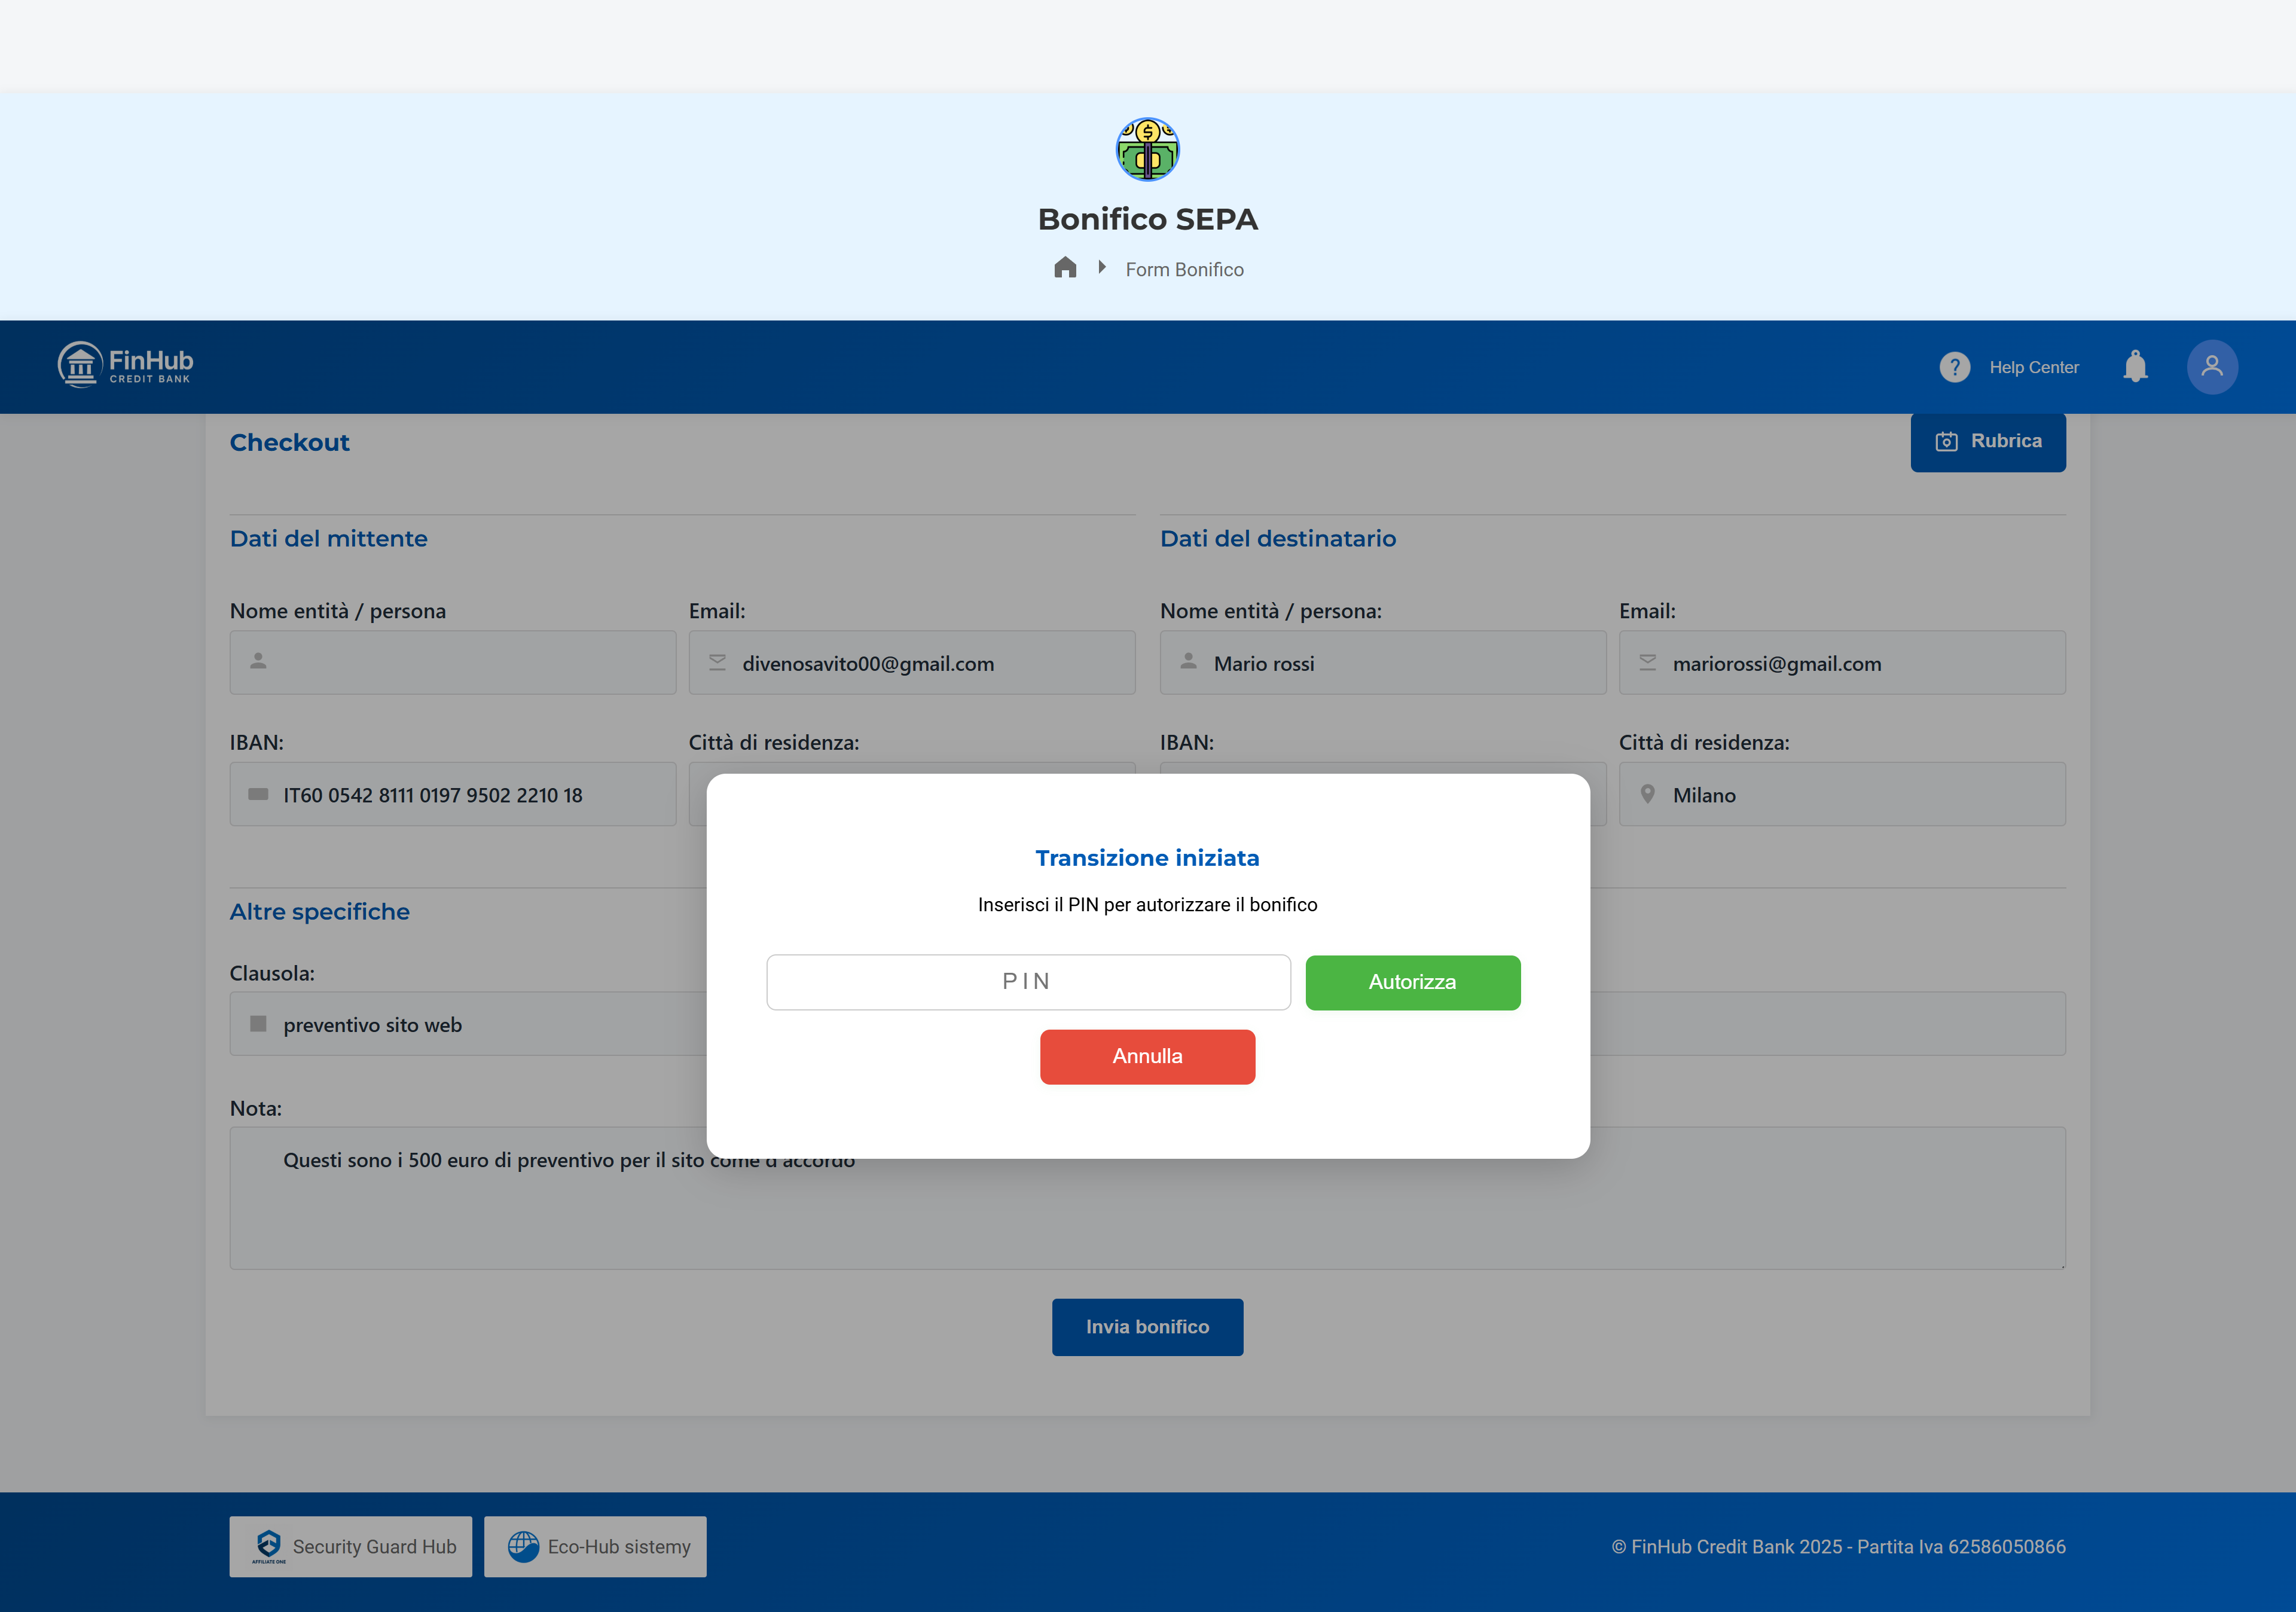 Bonifico SEPA
Form Bonifico
FinHub
CREDIT BANK
? Help Center
Checkout
Rubrica
Dati del mittente
Dati del destinatario
Nome entità / persona
Email:
Nome entità / persona:
Email:
divenosavito00@gmail.com
Mario rossi
mariorossi@gmail.com
IBAN:
Città di residenza:
IBAN:
Città di residenza:
IT60 0542 8111 0197 9502 2210 18
Milano
Transizione iniziata
Inserisci il PIN per autorizzare il bonifico
PIN
Autorizza
Annulla
Altre specifiche
Clausola:
preventivo sito web
Nota:
Questi sono i 500 euro di preventivo per il sito come d'accordo
Invia bonifico
AFFILIATE ONE
Security Guard Hub
Eco-Hub sistemy
© FinHub Credit Bank 2025 - Partita Iva 62586050866